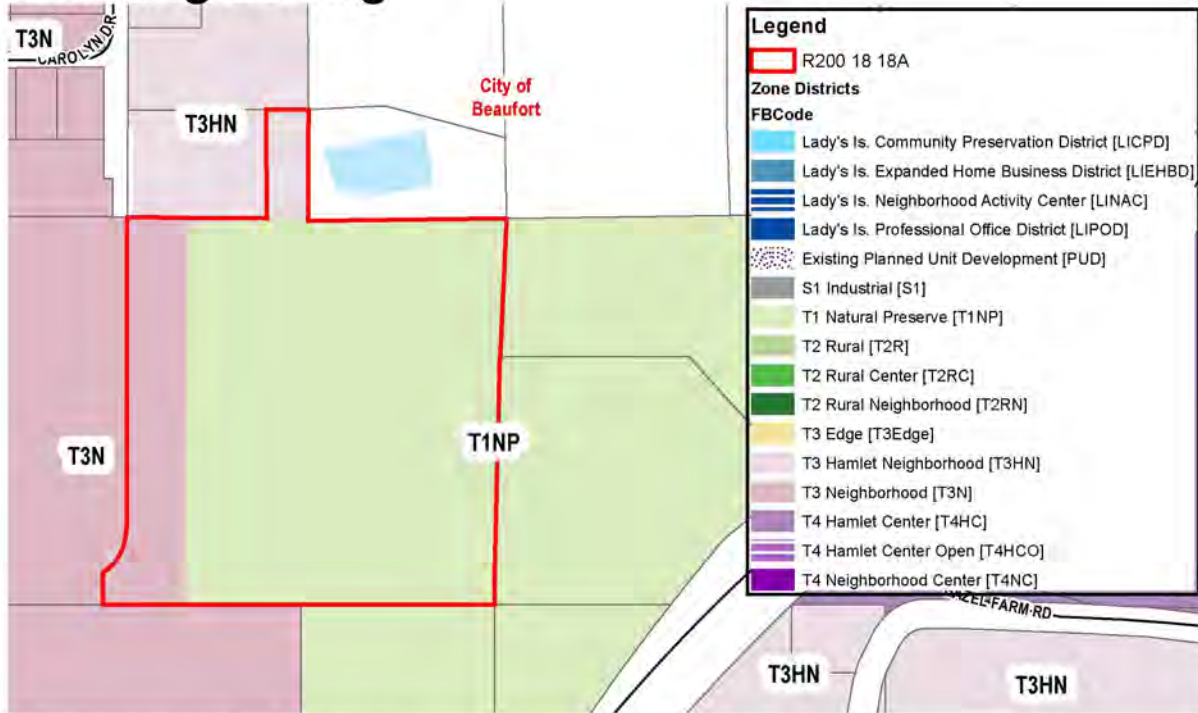 T3N
CAROLYN DR
City of
Beaufort
T3HN
T3N
T1NP
Legend
R200 18 18A
Zone Districts
FBCode
Lady's Is. Community Preservation District [LICPD]
Lady's Is. Expanded Home Business District [LIEHBD]
Lady's Is. Neighborhood Activity Center [LINAC]
Lady's Is. Professional Office District [LIPOD]
Existing Planned Unit Development [PUD]
S1 Industrial [S1]
T1 Natural Preserve [T1NP]
T2 Rural [T2R]
T2 Rural Center [T2RC]
T2 Rural Neighborhood [T2RN]
T3 Edge [T3Edge]
T3 Hamlet Neighborhood [T3HN]
T3 Neighborhood [T3N]
T4 Hamlet Center [T4HC]
T4 Hamlet Center Open [T4HCO]
T4 Neighborhood Center [T4NC]
FARM RD
T3HN
T3HN